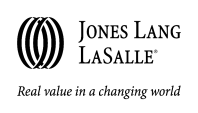 JONES LANG
LASALLE®
Real value in a changing world